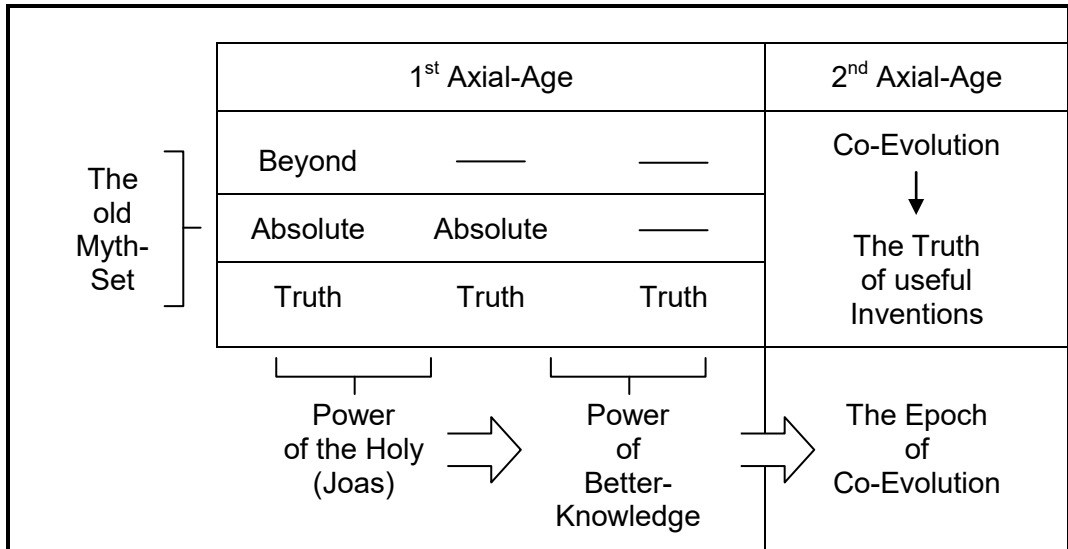 1st Axial-Age
2nd Axial-Age
The
old
Myth-
Set
Beyond
Absolute Absolute
Truth Truth Truth
Co-Evolution
The Truth
of useful
Inventions
Power
of the Holy
(Joas)
Power
of
Better-
Knowledge
The Epoch
of
Co-Evolution